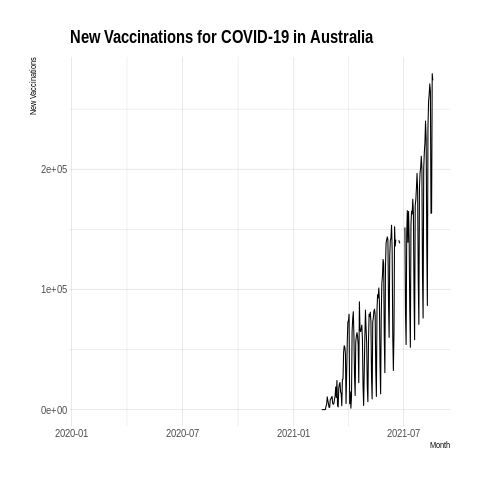 New Vaccinations for COVID-19 in Australia
New Vaccinations
2e+05
1e+05
0e+00
2020-01 2020-07 2021-01 2021-07
Month